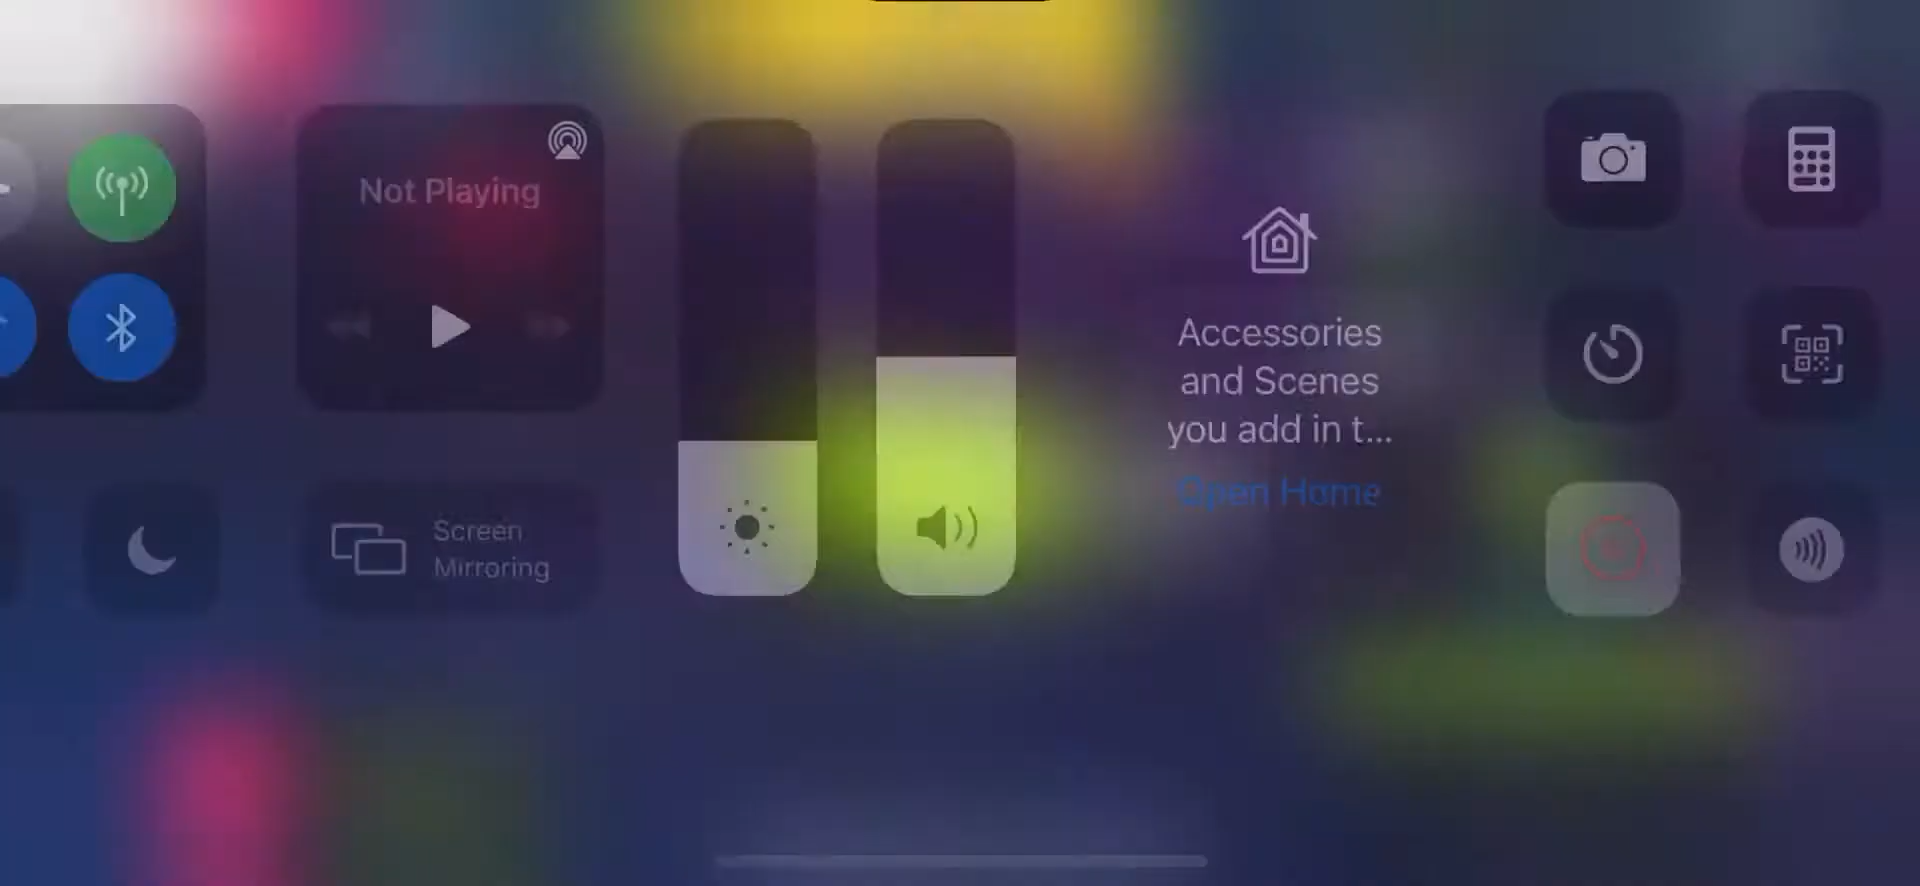 Not Playing
Screen
Mirroring
Accessories
and Scenes
you add in t...
Open Home